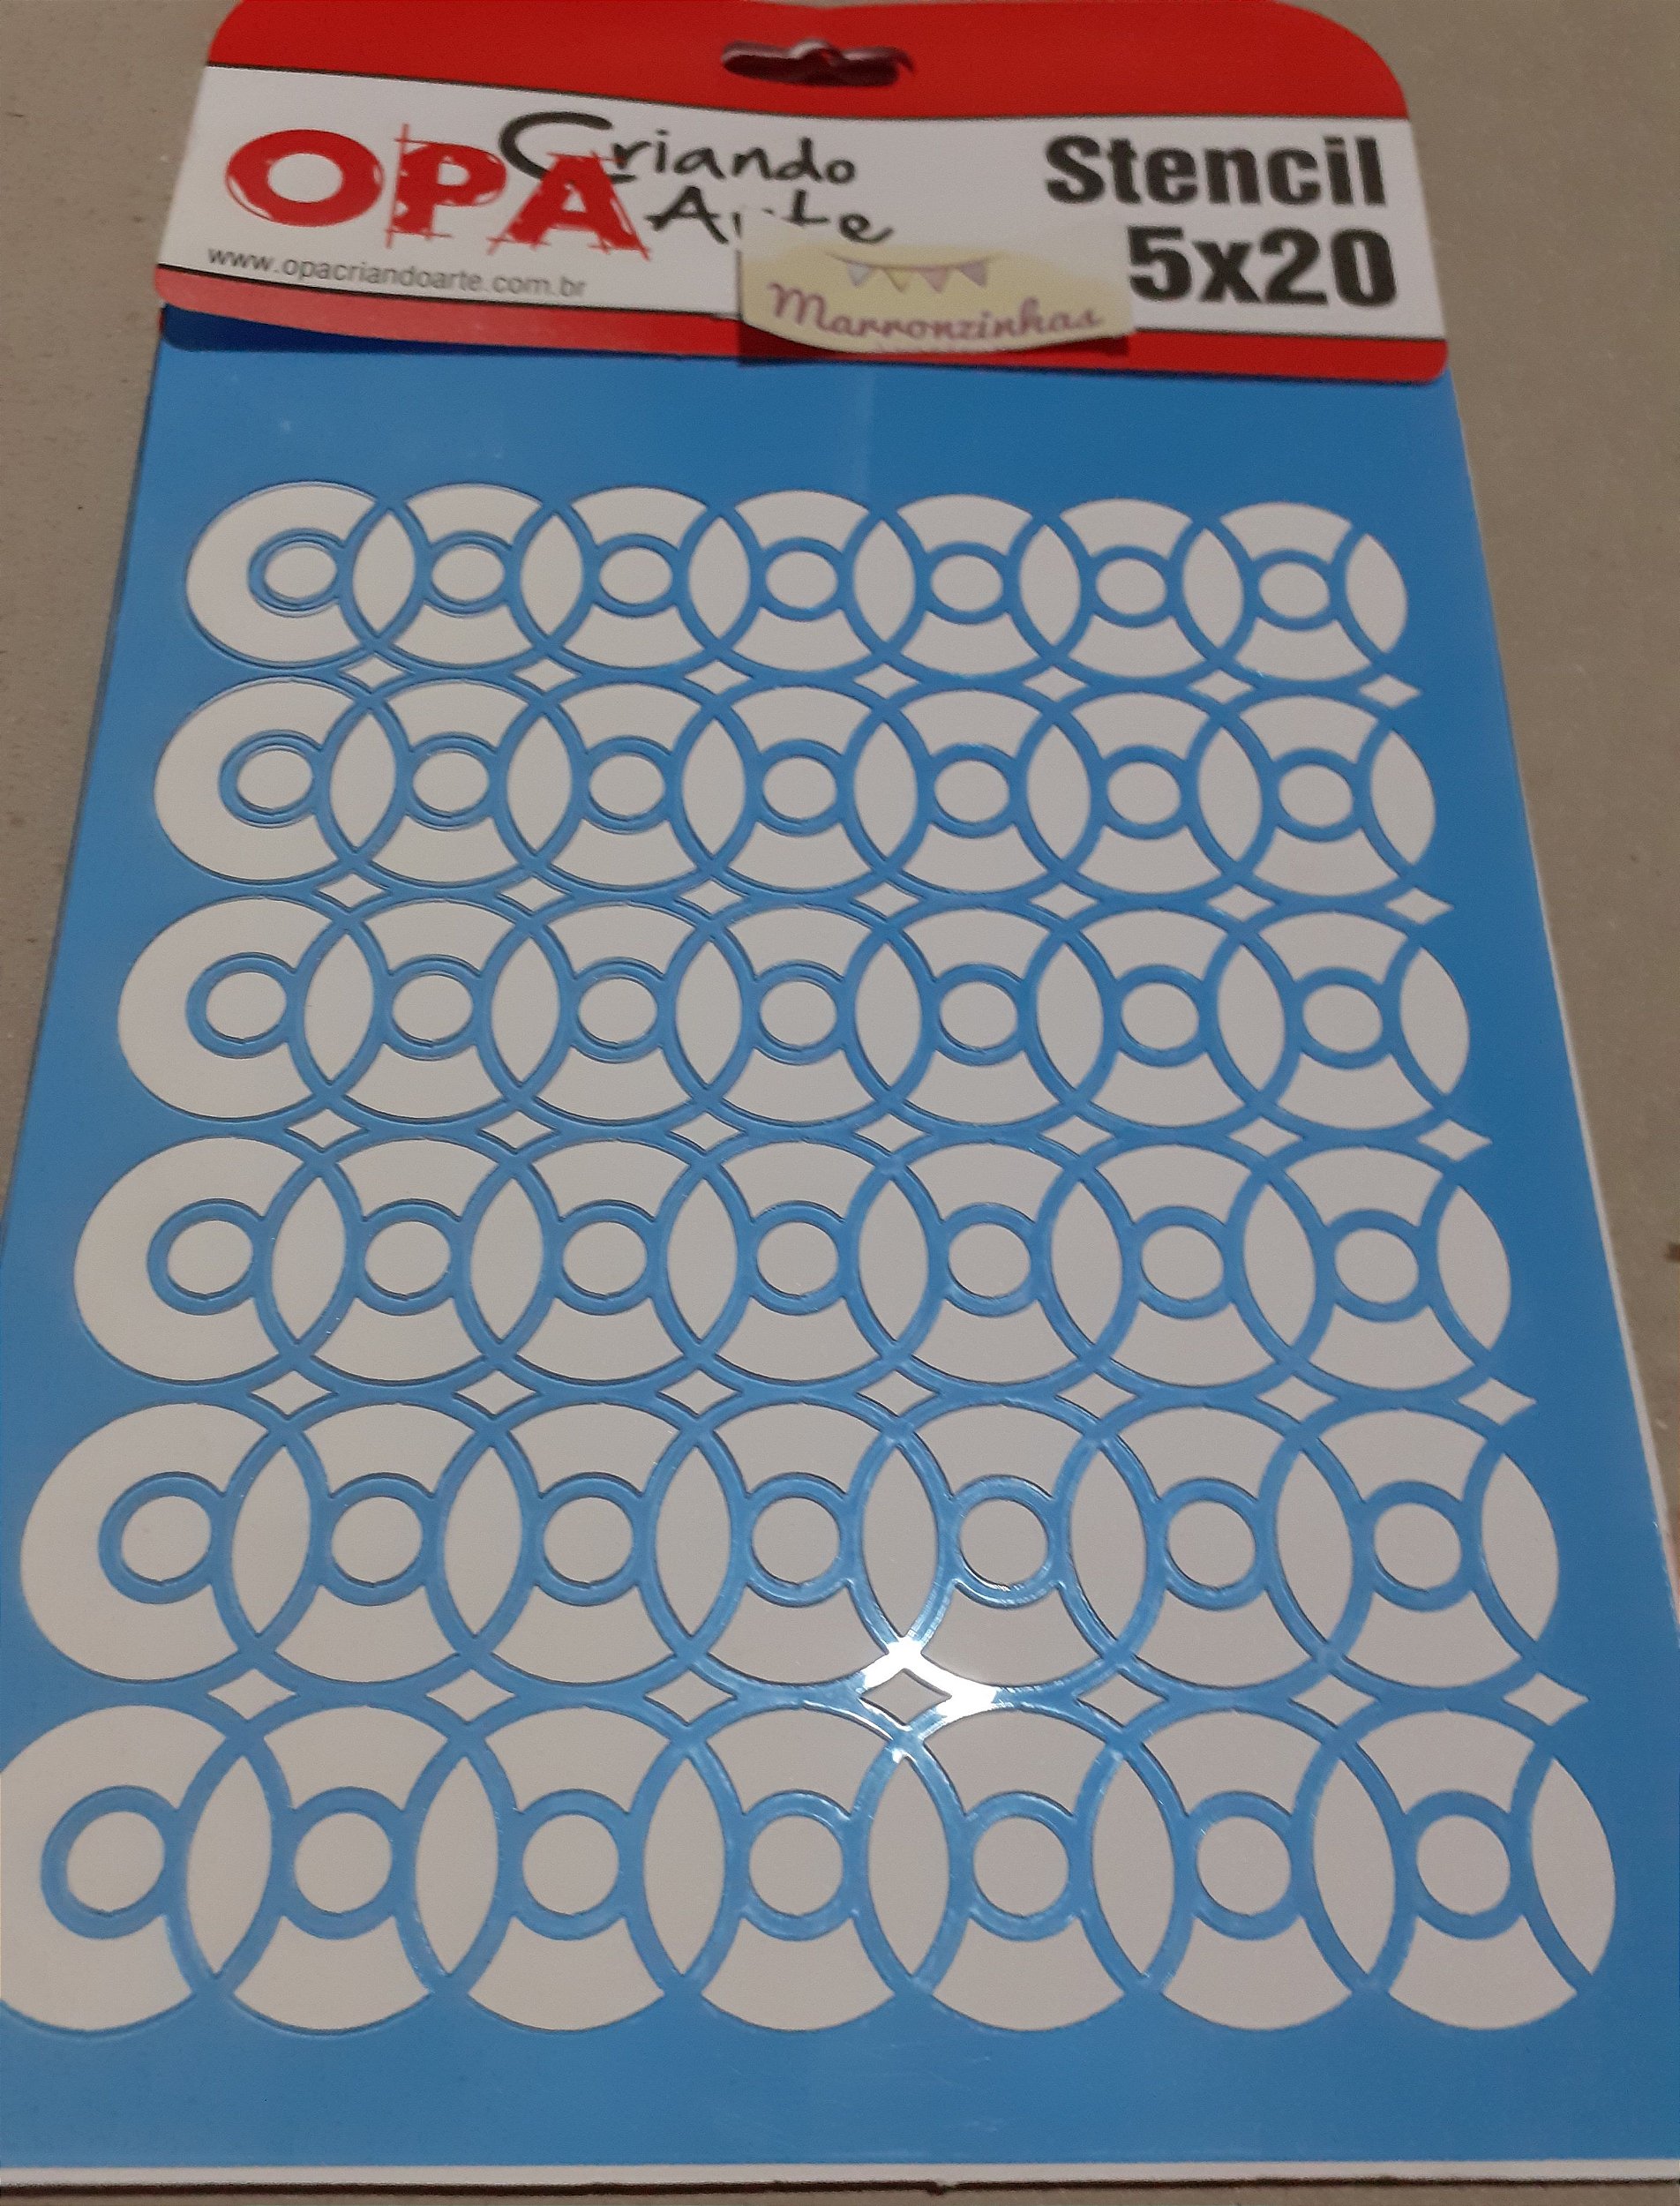 OPA Criando
Arte
www.opacriandoarte.com.br
Stencil
5x20
Marronzinhas